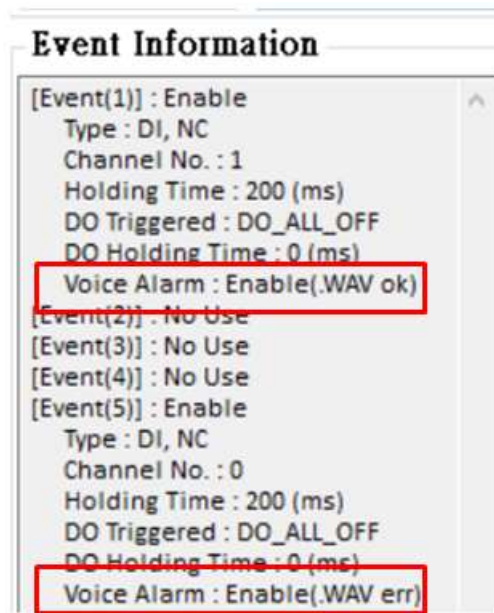 Event Information
[Event(1)] : Enable
Type : DI, NC
Channel No. : 1
Holding Time : 200 (ms)
DO Triggered : DO_ALL_OFF
DO Holding Time : 0 (ms)
Voice Alarm : Enable(.WAV ok)
[Event(2)] : No Use
[Event(3)] : No Use
[Event(4)] : No Use
[Event(5)] : Enable
Type : DI, NC
Channel No. : 0
Holding Time : 200 (ms)
DO Triggered : DO_ALL_OFF
DO Holding Time : 0 (ms)
Voice Alarm : Enable(.WAV err)